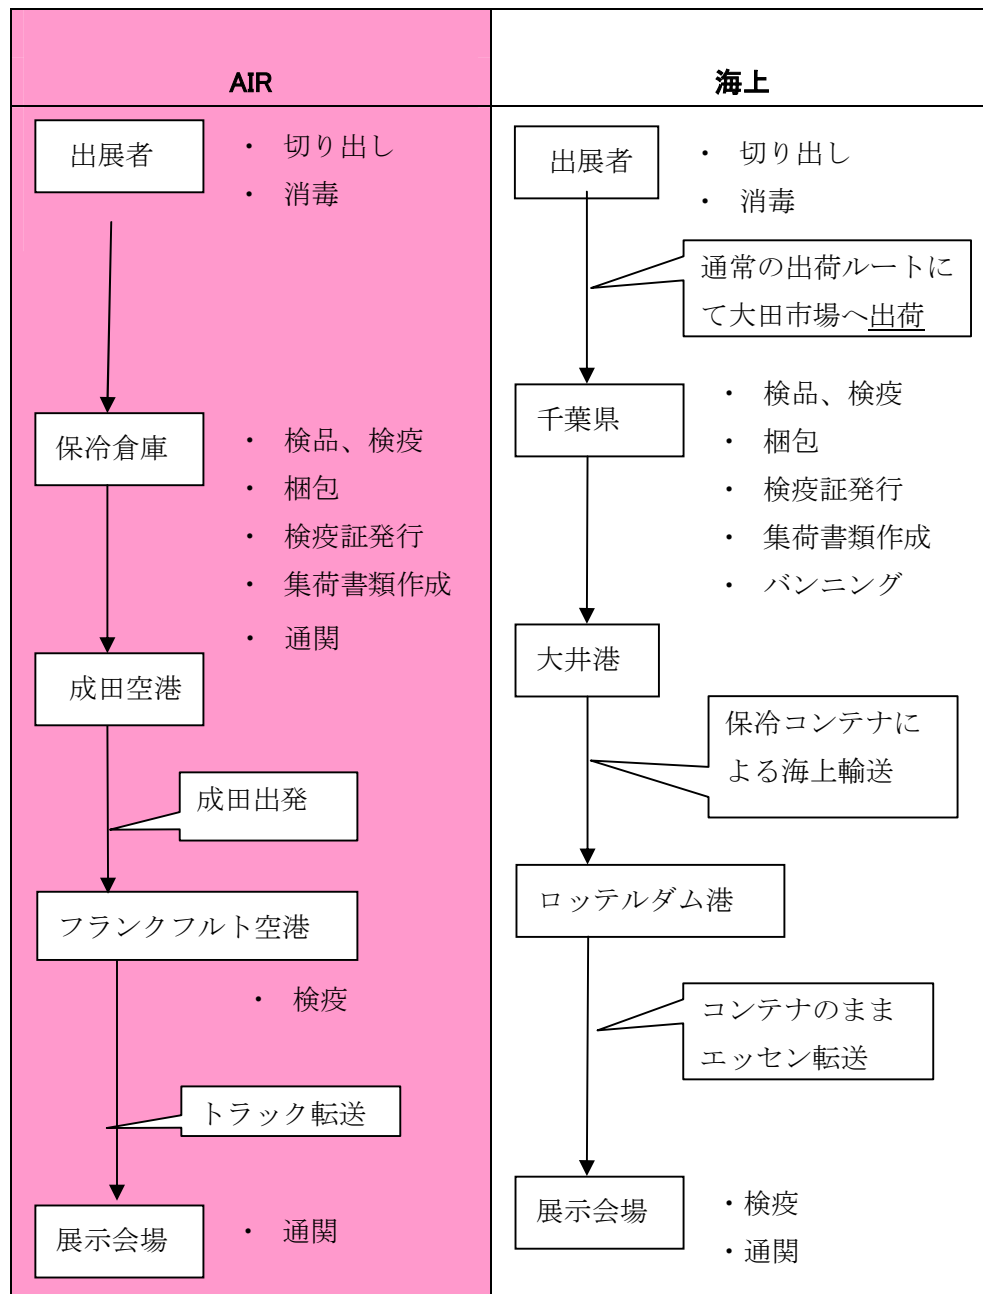 AIR
出展者
・ 切り出し
・ 消毒
保冷倉庫
・ 検品、検疫
・ 梱包
・ 検疫証発行
・ 集荷書類作成
・ 通関
成田空港
成田出発
フランクフルト空港
・ 検疫
トラック転送
展示会場
・ 通関
海上
出展者
・ 切り出し
・ 消毒
通常の出荷ルートに
て大田市場へ出荷
千葉県
・ 検品、検疫
・ 梱包
・ 検疫証発行
・ 集荷書類作成
・ バンニング
大井港
保冷コンテナに
よる海上輸送
ロッテルダム港
コンテナのまま
エッセン転送
展示会場
・検疫
・通関